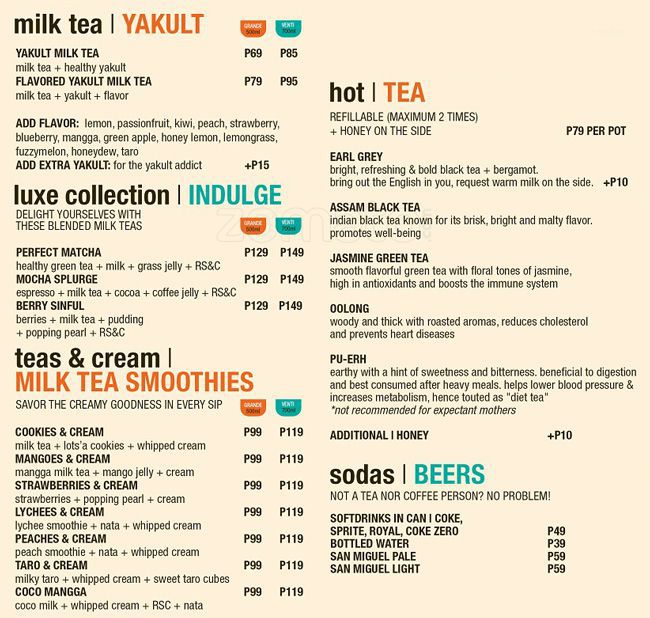 milk tea | YAKULT
GRANDE 500ml VENTI 700ml
YAKULT MILK TEA P69 P85
milk tea + healthy yakult
FLAVORED YAKULT MILK TEA P79 P95
milk tea + yakult + flavor
ADD FLAVOR: lemon, passionfruit, kiwi, peach, strawberry,
blueberry, mangga, green apple, honey lemon, lemongrass,
fuzzymelon, honeydew, taro
ADD EXTRA YAKULT: for the yakult addict +P15
luxe collection | INDULGE
DELIGHT YOURSELVES WITH
THESE BLENDED MILK TEAS
GRANDE 500ml VENTI 700ml
PERFECT MATCHA P129 P149
healthy green tea + milk + grass jelly + RS&C
MOCHA SPLURGE P129 P149
espresso + milk tea + cocoa + coffee jelly + RS&C
BERRY SINFUL P129 P149
berries + milk tea + pudding
+ popping pearl + RS&C
teas & cream |
MILK TEA SMOOTHIES
SAVOR THE CREAMY GOODNESS IN EVERY SIP
GRANDE 500ml VENTI 700ml
COOKIES & CREAM P99 P119
milk tea + lots'a cookies + whipped cream
MANGOES & CREAM P99 P119
mangga milk tea + mango jelly + cream
STRAWBERRIES & CREAM P99 P119
strawberries + popping pearl + cream
LYCHEES & CREAM P99 P119
lychee smoothie + nata + whipped cream
PEACHES & CREAM P99 P119
peach smoothie + nata + whipped cream
TARO & CREAM P99 P119
milky taro + whipped cream + sweet taro cubes
COCO MANGGA P99 P119
coco milk + whipped cream + RSC + nata
hot | TEA
REFILLABLE (MAXIMUM 2 TIMES)
+ HONEY ON THE SIDE P79 PER POT
EARL GREY
bright, refreshing & bold black tea + bergamot.
bring out the English in you, request warm milk on the side. +P10
ASSAM BLACK TEA
indian black tea known for its brisk, bright and malty flavor.
promotes well-being
JASMINE GREEN TEA
smooth flavorful green tea with floral tones of jasmine,
high in antioxidants and boosts the immune system
OOLONG
woody and thick with roasted aromas, reduces cholesterol
and prevents heart diseases
PU-ERH
earthy with a hint of sweetness and bitterness. beneficial to digestion
and best consumed after heavy meals. helps lower blood pressure &
increases metabolism, hence touted as "diet tea"
*not recommended for expectant mothers
ADDITIONAL | HONEY +P10
sodas | BEERS
NOT A TEA NOR COFFEE PERSON? NO PROBLEM!
SOFTDRINKS IN CAN | COKE,
SPRITE, ROYAL, COKE ZERO P49
BOTTLED WATER P39
SAN MIGUEL PALE P59
SAN MIGUEL LIGHT P59
zomato